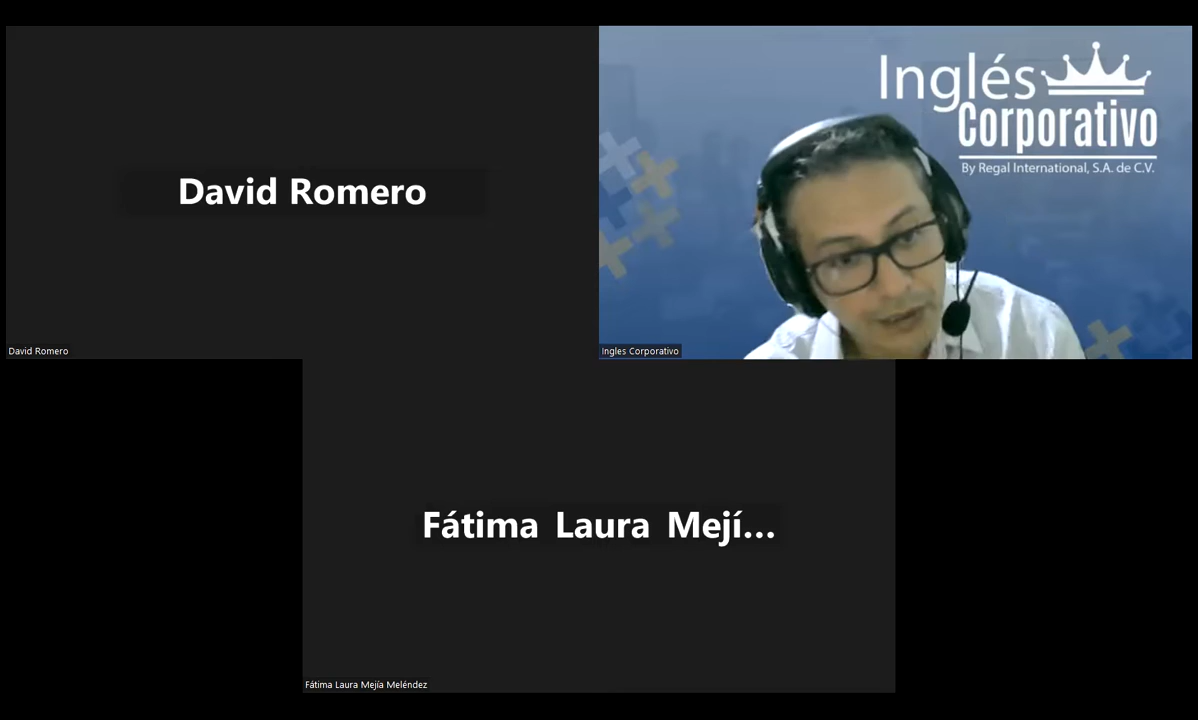 David Romero
David Romero
Inglés
Corporativo
By Regal International, S.A. de C.V.
Ingles Corporativo
Fátima Laura Mejí...
Fátima Laura Mejía Meléndez